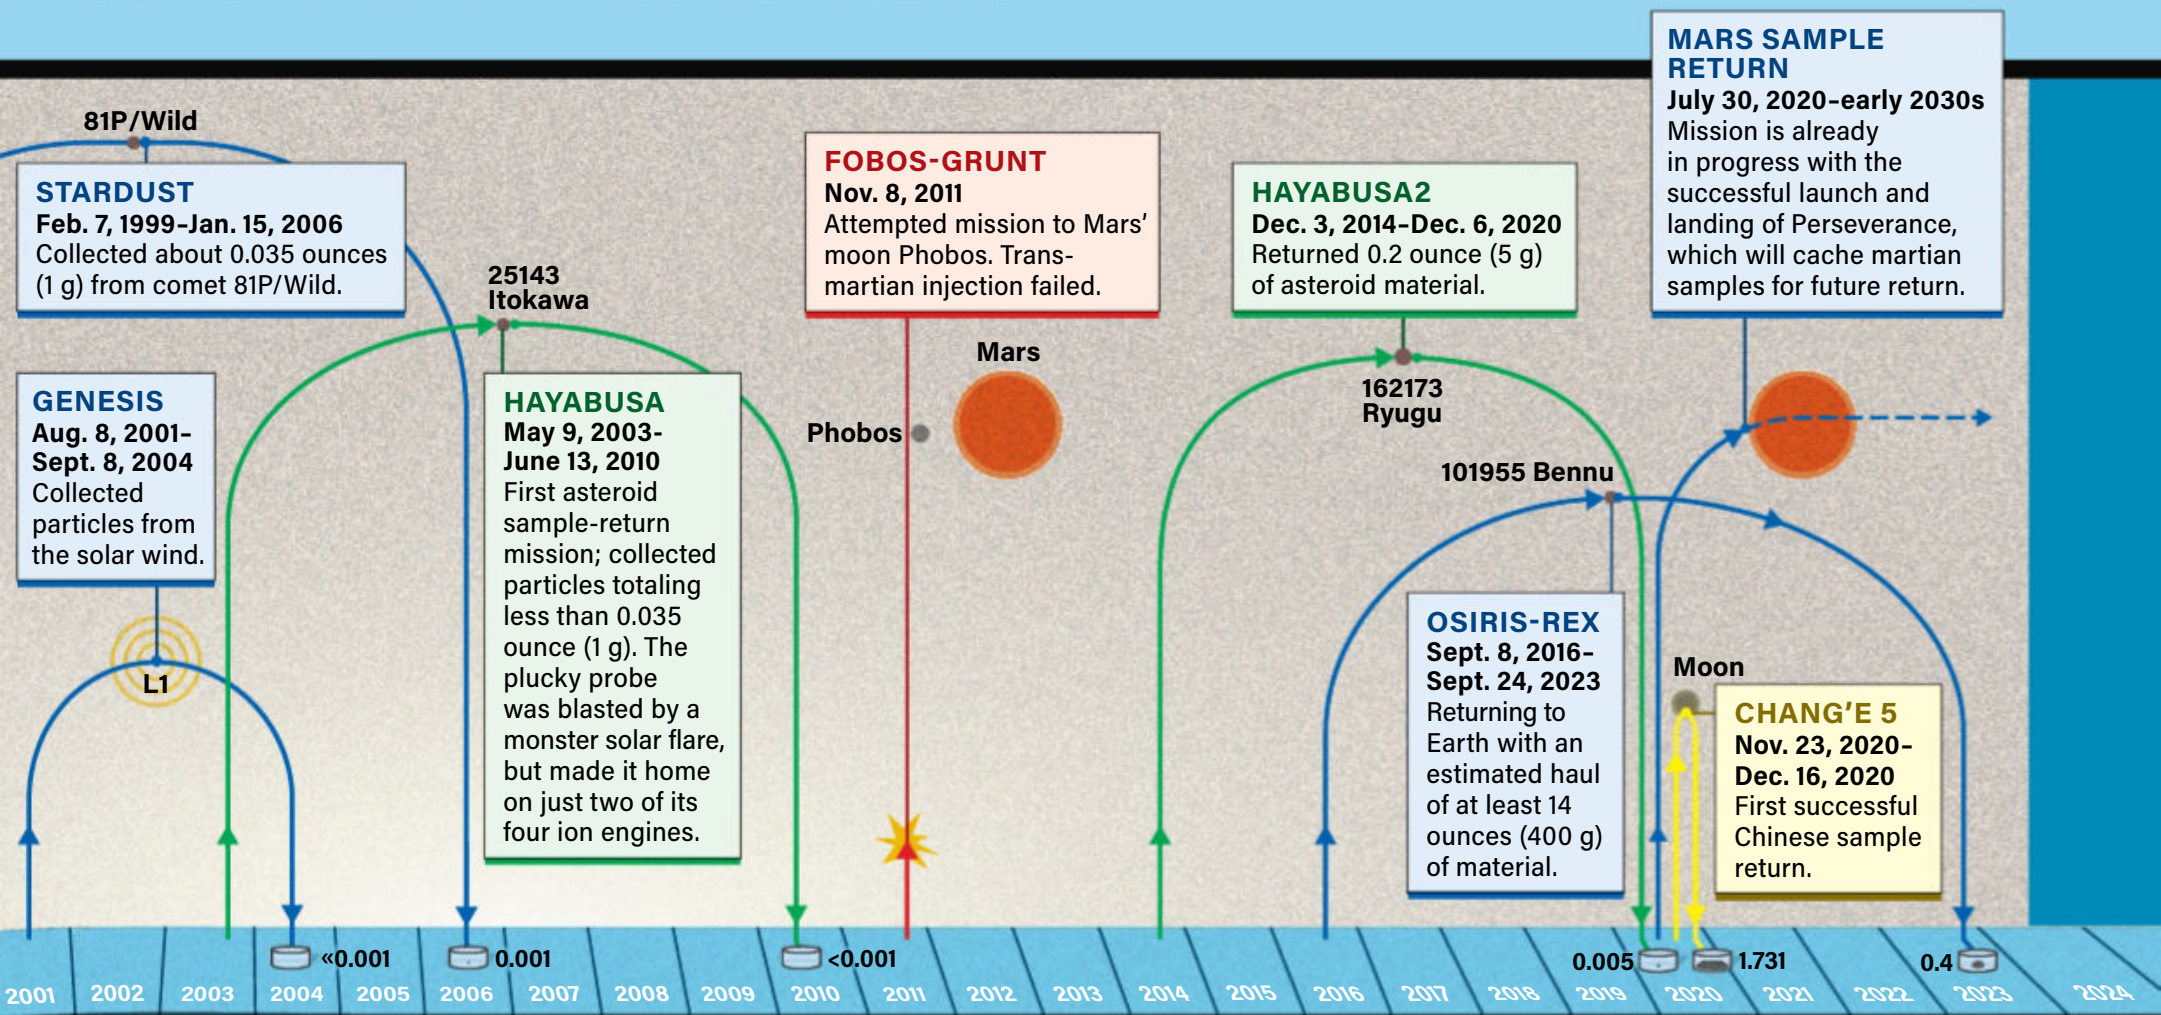 81P/Wild
STARDUST
Feb. 7, 1999–Jan. 15, 2006
Collected about 0.035 ounces
(1 g) from comet 81P/Wild.
GENESIS
Aug. 8, 2001–
Sept. 8, 2004
Collected
particles from
the solar wind.
L1
25143
Itokawa
HAYABUSA
May 9, 2003-
June 13, 2010
First asteroid
sample-return
mission; collected
particles totaling
less than 0.035
ounce (1 g). The
plucky probe
was blasted by a
monster solar flare,
but made it home
on just two of its
four ion engines.
FOBOS-GRUNT
Nov. 8, 2011
Attempted mission to Mars’
moon Phobos. Trans-
martian injection failed.
Mars
Phobos
HAYABUSA2
Dec. 3, 2014–Dec. 6, 2020
Returned 0.2 ounce (5 g)
of asteroid material.
162173
Ryugu
101955 Bennu
OSIRIS-REX
Sept. 8, 2016–
Sept. 24, 2023
Returning to
Earth with an
estimated haul
of at least 14
ounces (400 g)
of material.
MARS SAMPLE
RETURN
July 30, 2020–early 2030s
Mission is already
in progress with the
successful launch and
landing of Perseverance,
which will cache martian
samples for future return.
Moon
CHANG’E 5
Nov. 23, 2020–
Dec. 16, 2020
First successful
Chinese sample
return.
«0.001
0.001
<0.001
0.005
1.731
0.4
2001 2002 2003 2004 2005 2006 2007 2008 2009 2010 2011 2012 2013 2014 2015 2016 2017 2018 2019 2020 2021 2022 2023 2024